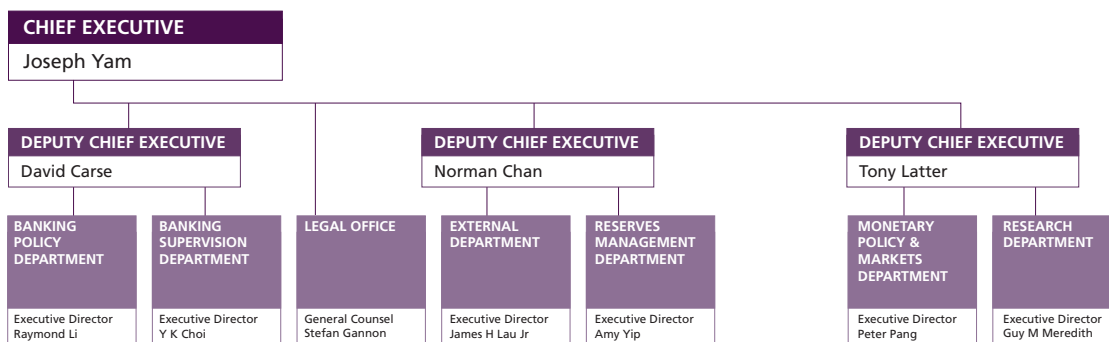 CHIEF EXECUTIVE
Joseph Yam
DEPUTY CHIEF EXECUTIVE
David Carse
DEPUTY CHIEF EXECUTIVE
Norman Chan
DEPUTY CHIEF EXECUTIVE
Tony Latter
BANKING
POLICY
DEPARTMENT
Executive Director
Raymond Li
BANKING
SUPERVISION
DEPARTMENT
Executive Director
Y K Choi
LEGAL OFFICE
General Counsel
Stefan Gannon
EXTERNAL
DEPARTMENT
Executive Director
James H Lau Jr
RESERVES
MANAGEMENT
DEPARTMENT
Executive Director
Amy Yip
MONETARY
POLICY &
MARKETS
DEPARTMENT
Executive Director
Peter Pang
RESEARCH
DEPARTMENT
Executive Director
Guy M Meredith